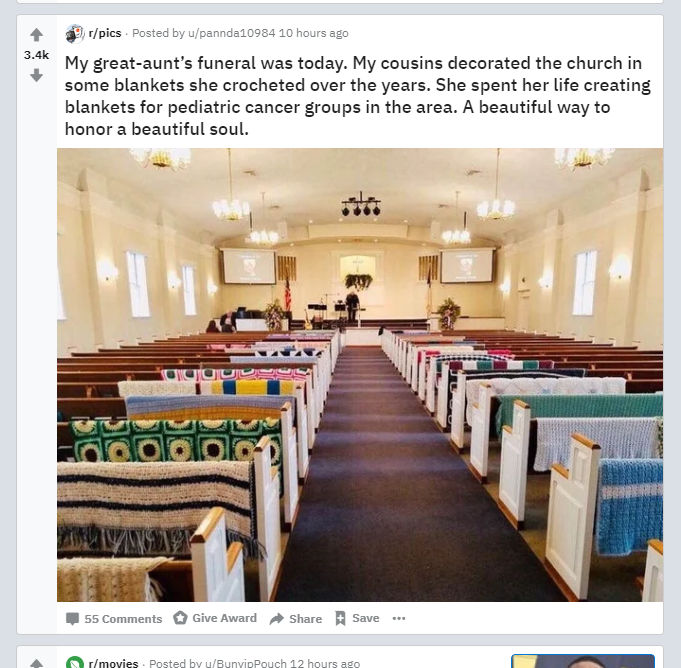 r/pics · Posted by u/pannda10984 10 hours ago
3.4k
My great-aunt’s funeral was today. My cousins decorated the church in
some blankets she crocheted over the years. She spent her life creating
blankets for pediatric cancer groups in the area. A beautiful way to
honor a beautiful soul.
55 Comments Give Award Share Save •••
r/movies · Posted by u/BunyipPouch 12 hours ago